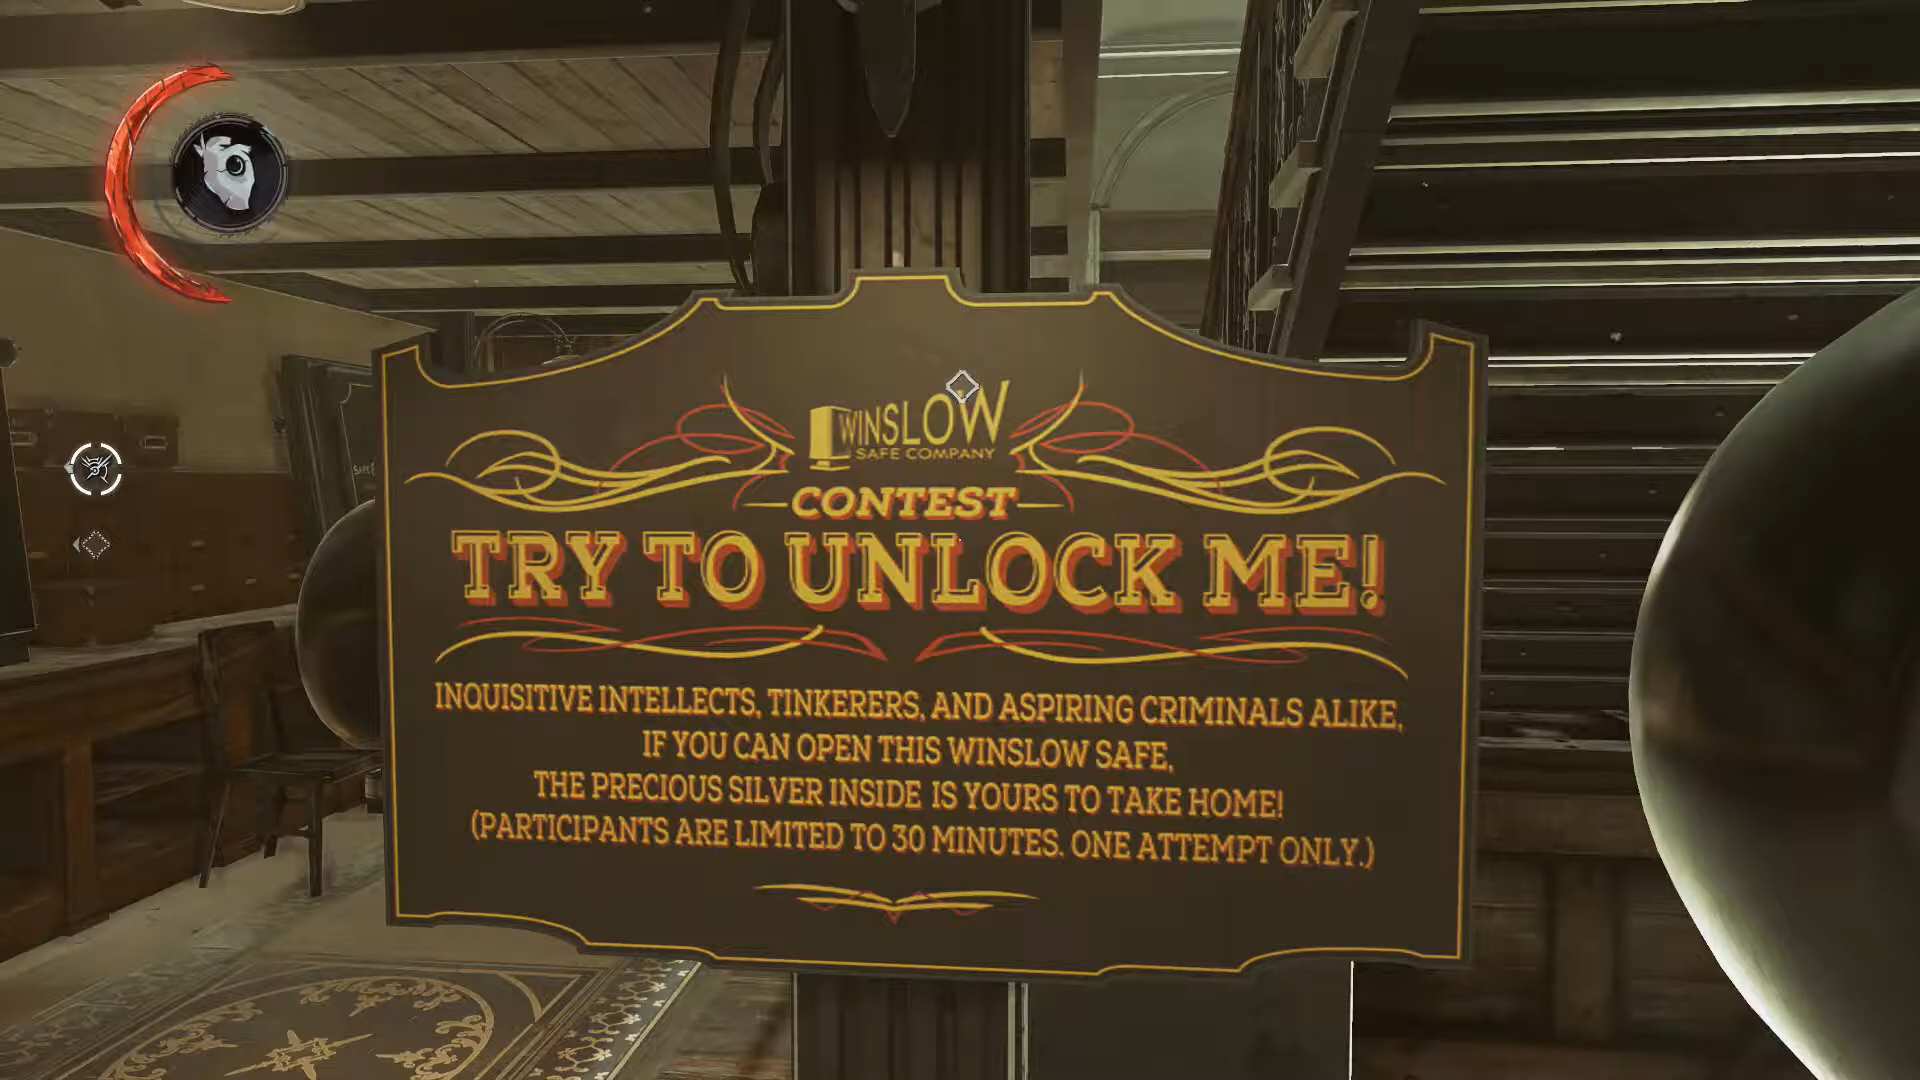 WINSLOW
SAFE COMPANY
CONTEST
TRY TO UNLOCK ME!
INQUISITIVE INTELLECTS, TINKERERS, AND ASPIRING CRIMINALS ALIKE,
IF YOU CAN OPEN THIS WINSLOW SAFE,
THE PRECIOUS SILVER INSIDE IS YOURS TO TAKE HOME!
(PARTICIPANTS ARE LIMITED TO 30 MINUTES. ONE ATTEMPT ONLY.)